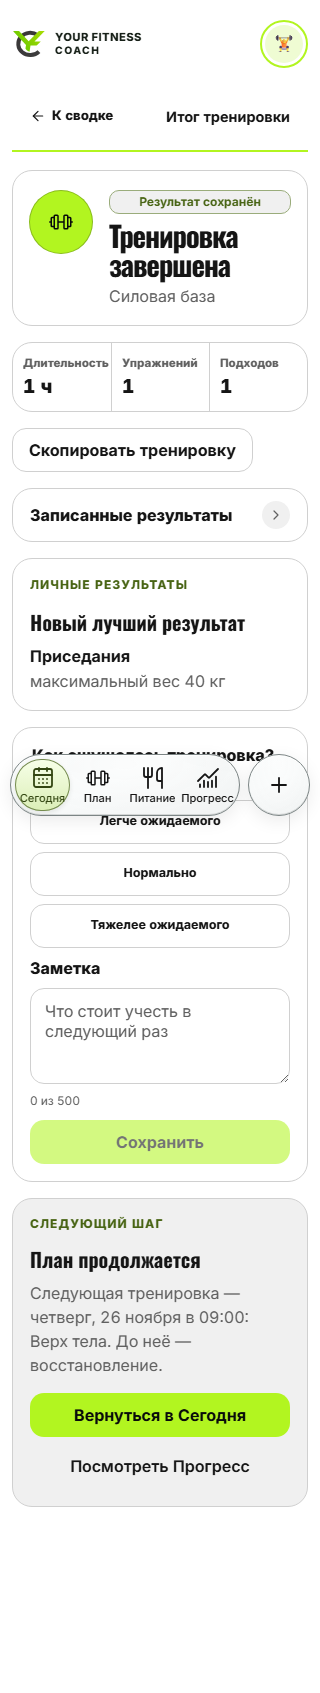 YOUR FITNESS
COACH
К сводке
Итог тренировки
Результат сохранён
Тренировка
завершена
Силовая база
Длительность
1 ч
Упражнений
1
Подходов
1
Скопировать тренировку
Записанные результаты
ЛИЧНЫЕ РЕЗУЛЬТАТЫ
Новый лучший результат
Приседания
максимальный вес 40 кг
Как ощущалась тренировка?
Сегодня
План
Питание
Прогресс
Легче ожидаемого
Нормально
Тяжелее ожидаемого
Заметка
Что стоит учесть в
следующий раз
0 из 500
Сохранить
СЛЕДУЮЩИЙ ШАГ
План продолжается
Следующая тренировка —
четверг, 26 ноября в 09:00:
Верх тела. До неё —
восстановление.
Вернуться в Сегодня
Посмотреть Прогресс